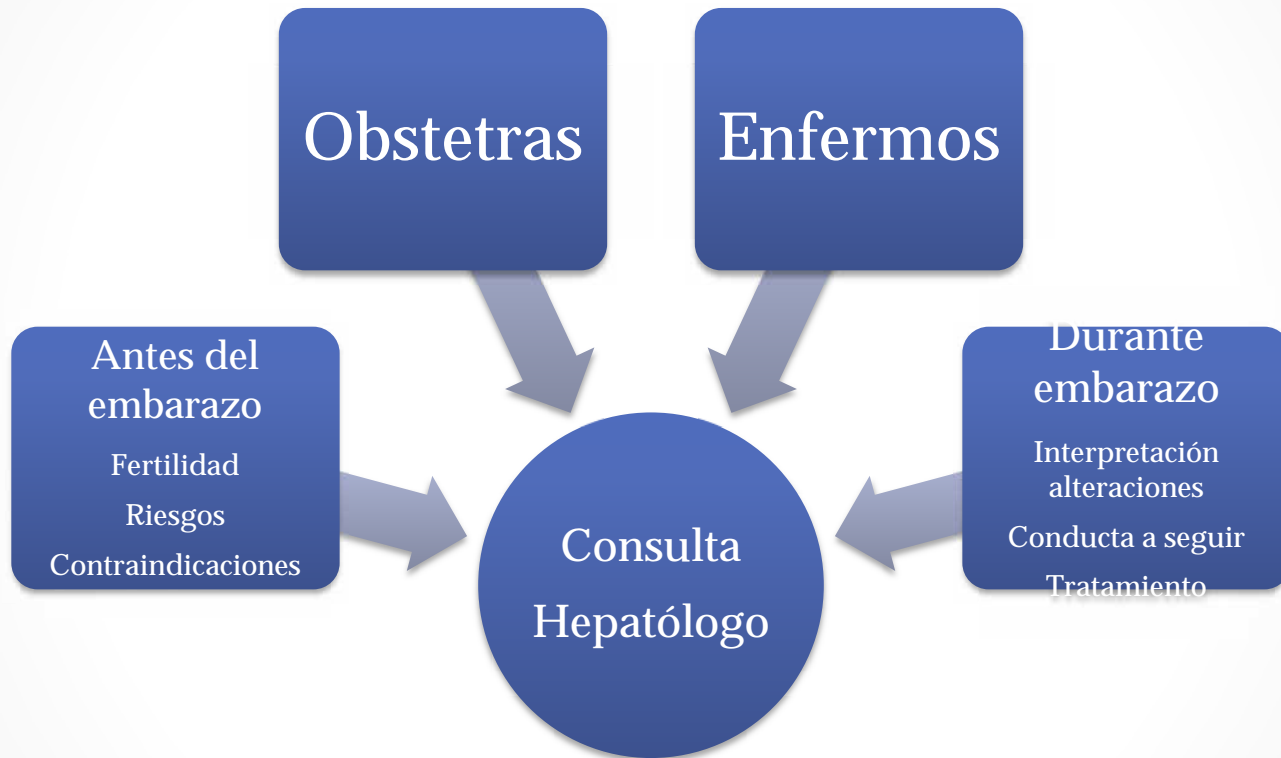 Obstetras
Enfermos
Antes del
embarazo
Fertilidad
Riesgos
Contraindicaciones
Durante
embarazo
Interpretación
alteraciones
Conducta a seguir
Tratamiento
Consulta
Hepatólogo